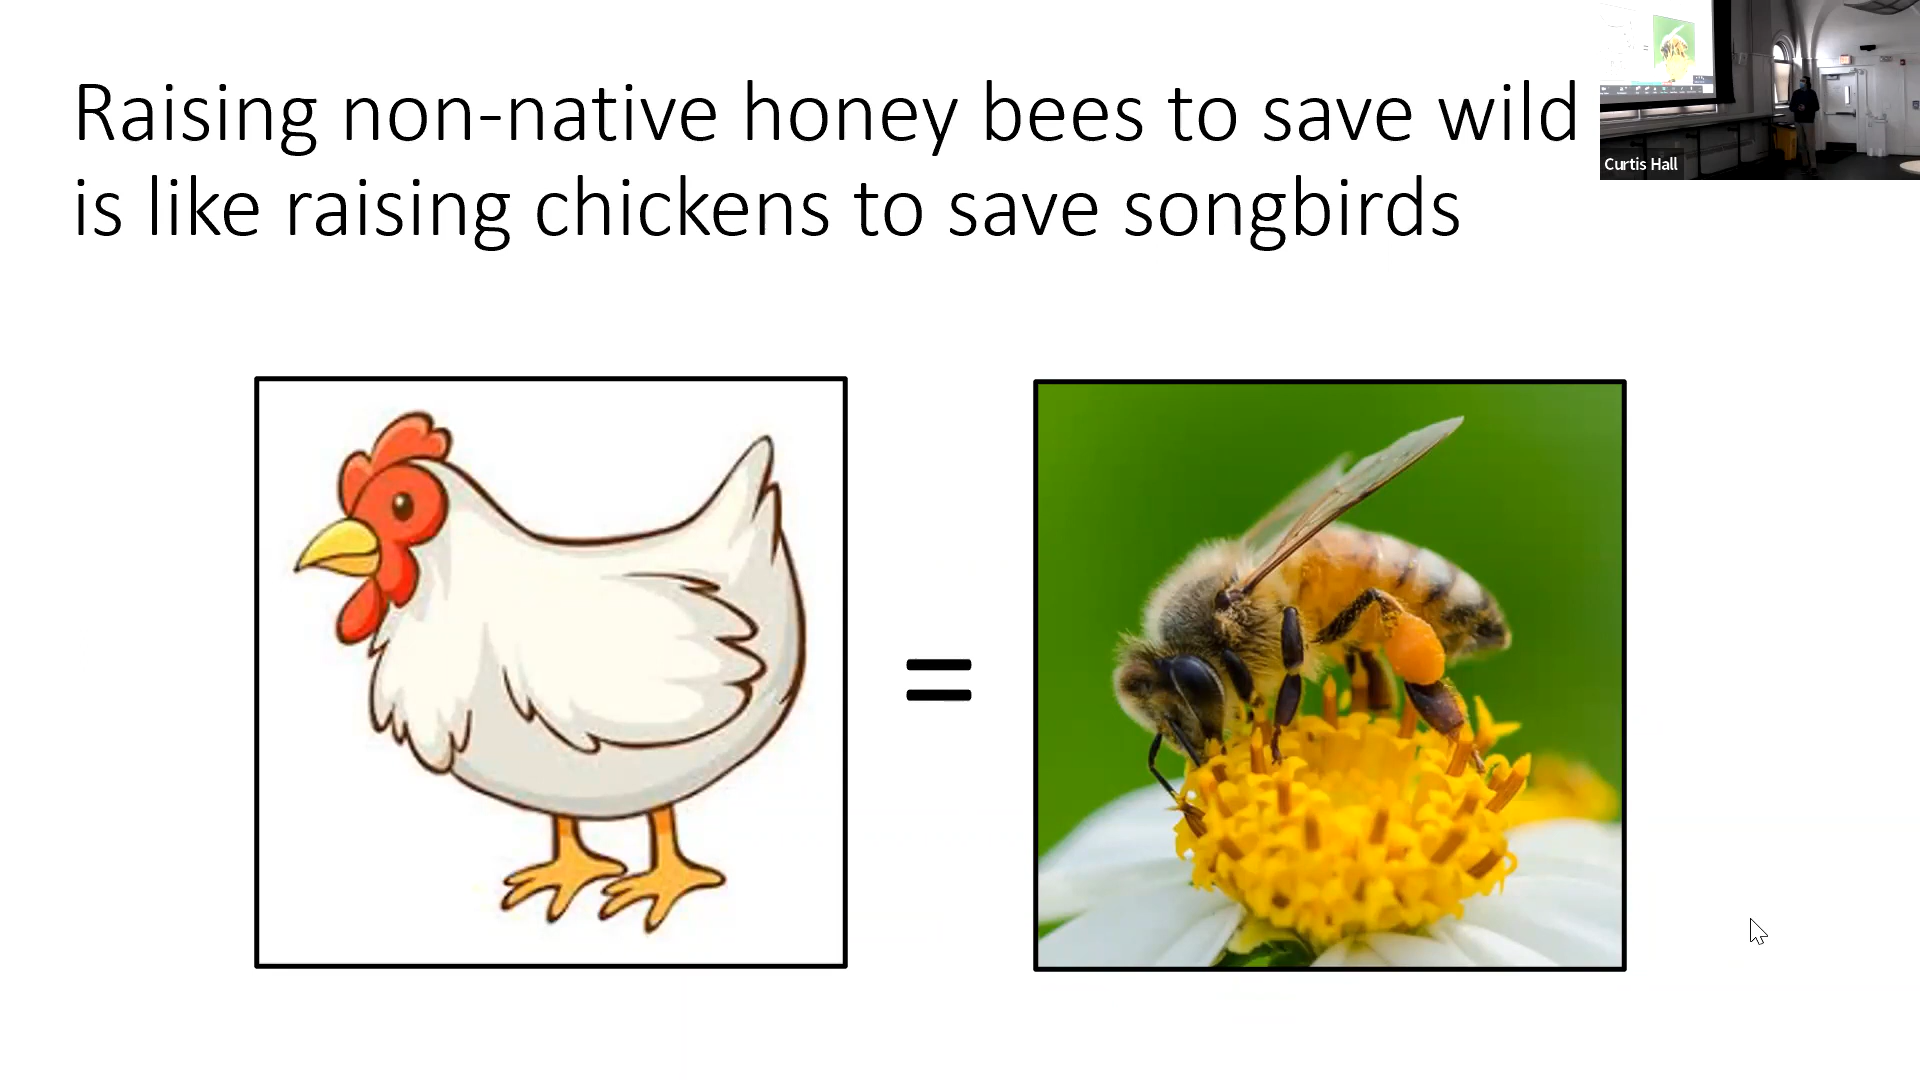 Raising non-native honey bees to save wild
is like raising chickens to save songbirds
Curtis Hall
=